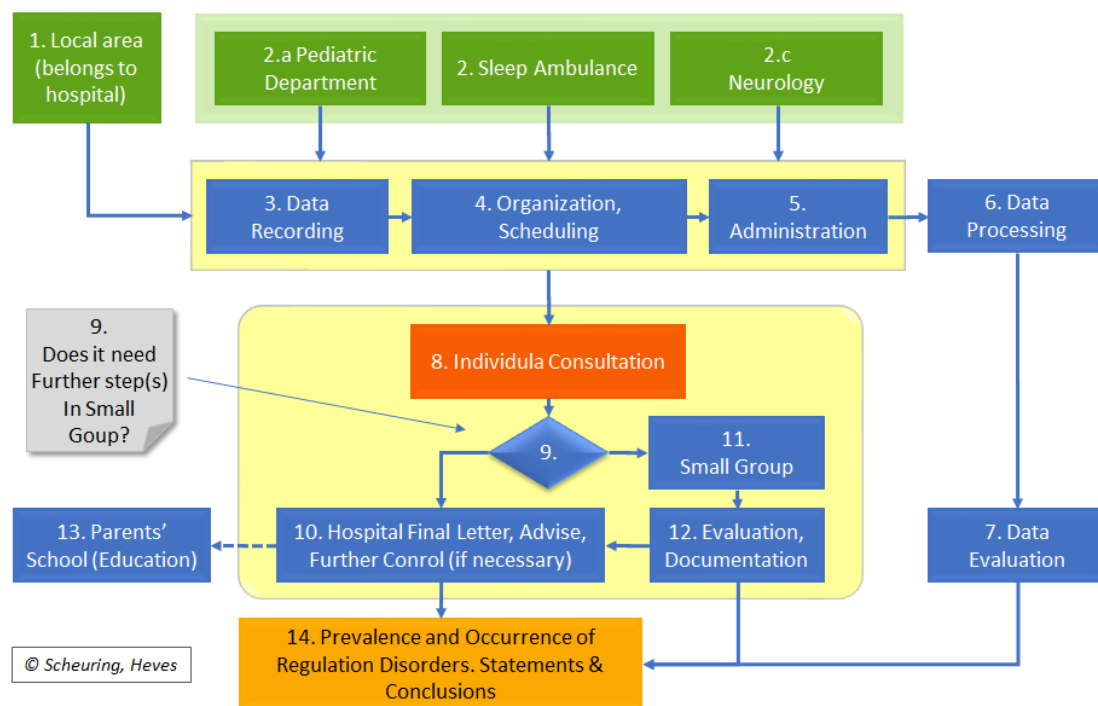 1. Local area
(belongs to
hospital)
2.a Pediatric
Department
2. Sleep Ambulance
2.c
Neurology
3. Data
Recording
4. Organization,
Scheduling
5.
Administration
6. Data
Processing
9.
Does it need
Further step(s)
In Small
Goup?
8. Individula Consultation
9.
11.
Small Group
13. Parents’
School (Education)
10. Hospital Final Letter, Advise,
Further Conrol (if necessary)
12. Evaluation,
Documentation
7. Data
Evaluation
14. Prevalence and Occurrence of
Regulation Disorders. Statements &
Conclusions
© Scheuring, Heves